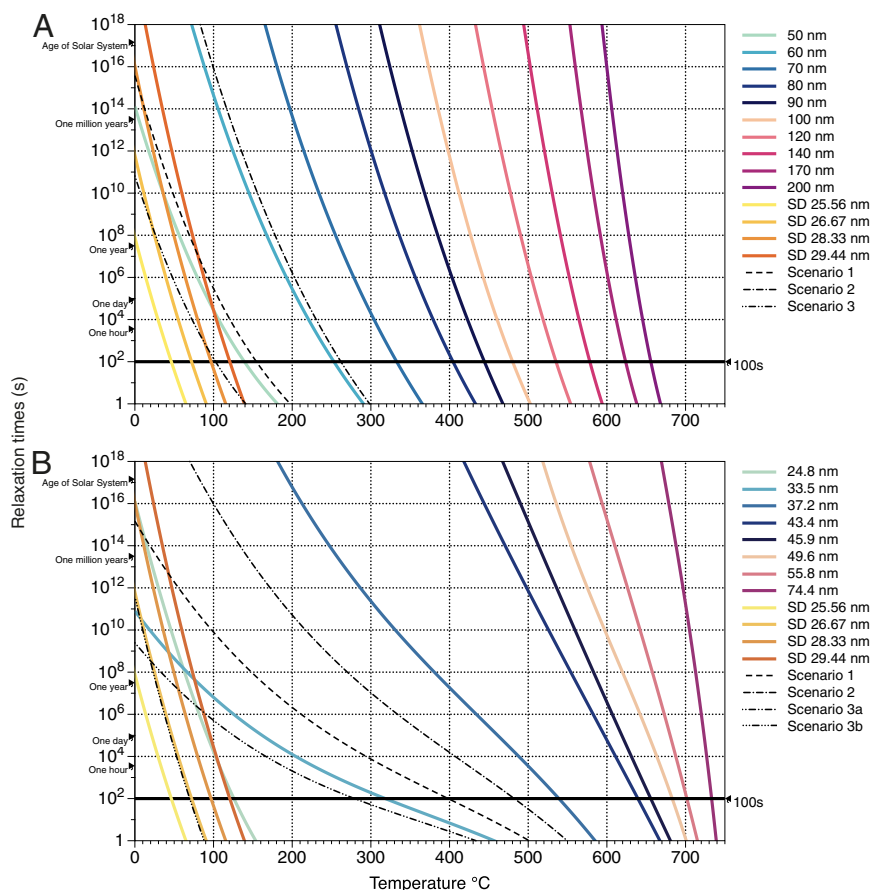 A
10^18
Age of Solar System
10^16
10^14
One million years
10^12
10^10
10^8
One year
10^6
One day
10^4
One hour
10^2
100s
1
0 100 200 300 400 500 600 700
50 nm
60 nm
70 nm
80 nm
90 nm
100 nm
120 nm
140 nm
170 nm
200 nm
SD 25.56 nm
SD 26.67 nm
SD 28.33 nm
SD 29.44 nm
Scenario 1
Scenario 2
Scenario 3
Relaxation times (s)
B
10^18
Age of Solar System
10^16
10^14
One million years
10^12
10^10
10^8
One year
10^6
One day
10^4
One hour
10^2
100s
1
0 100 200 300 400 500 600 700
Temperature °C
24.8 nm
33.5 nm
37.2 nm
43.4 nm
45.9 nm
49.6 nm
55.8 nm
74.4 nm
SD 25.56 nm
SD 26.67 nm
SD 28.33 nm
SD 29.44 nm
Scenario 1
Scenario 2
Scenario 3a
Scenario 3b